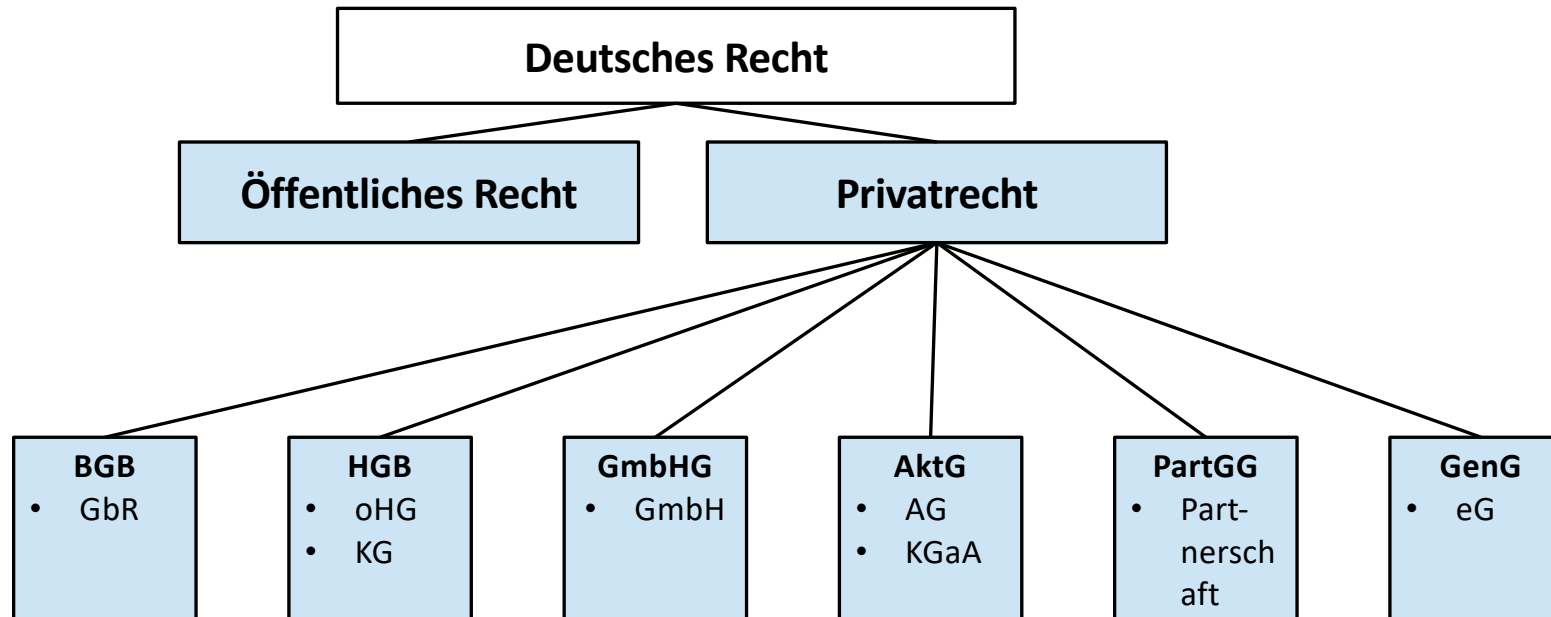 Deutsches Recht
Öffentliches Recht
Privatrecht
BGB
• GbR
HGB
• oHG
• KG
GmbHG
• GmbH
AktG
• AG
• KGaA
PartGG
• Part-
nersch
aft
GenG
• eG